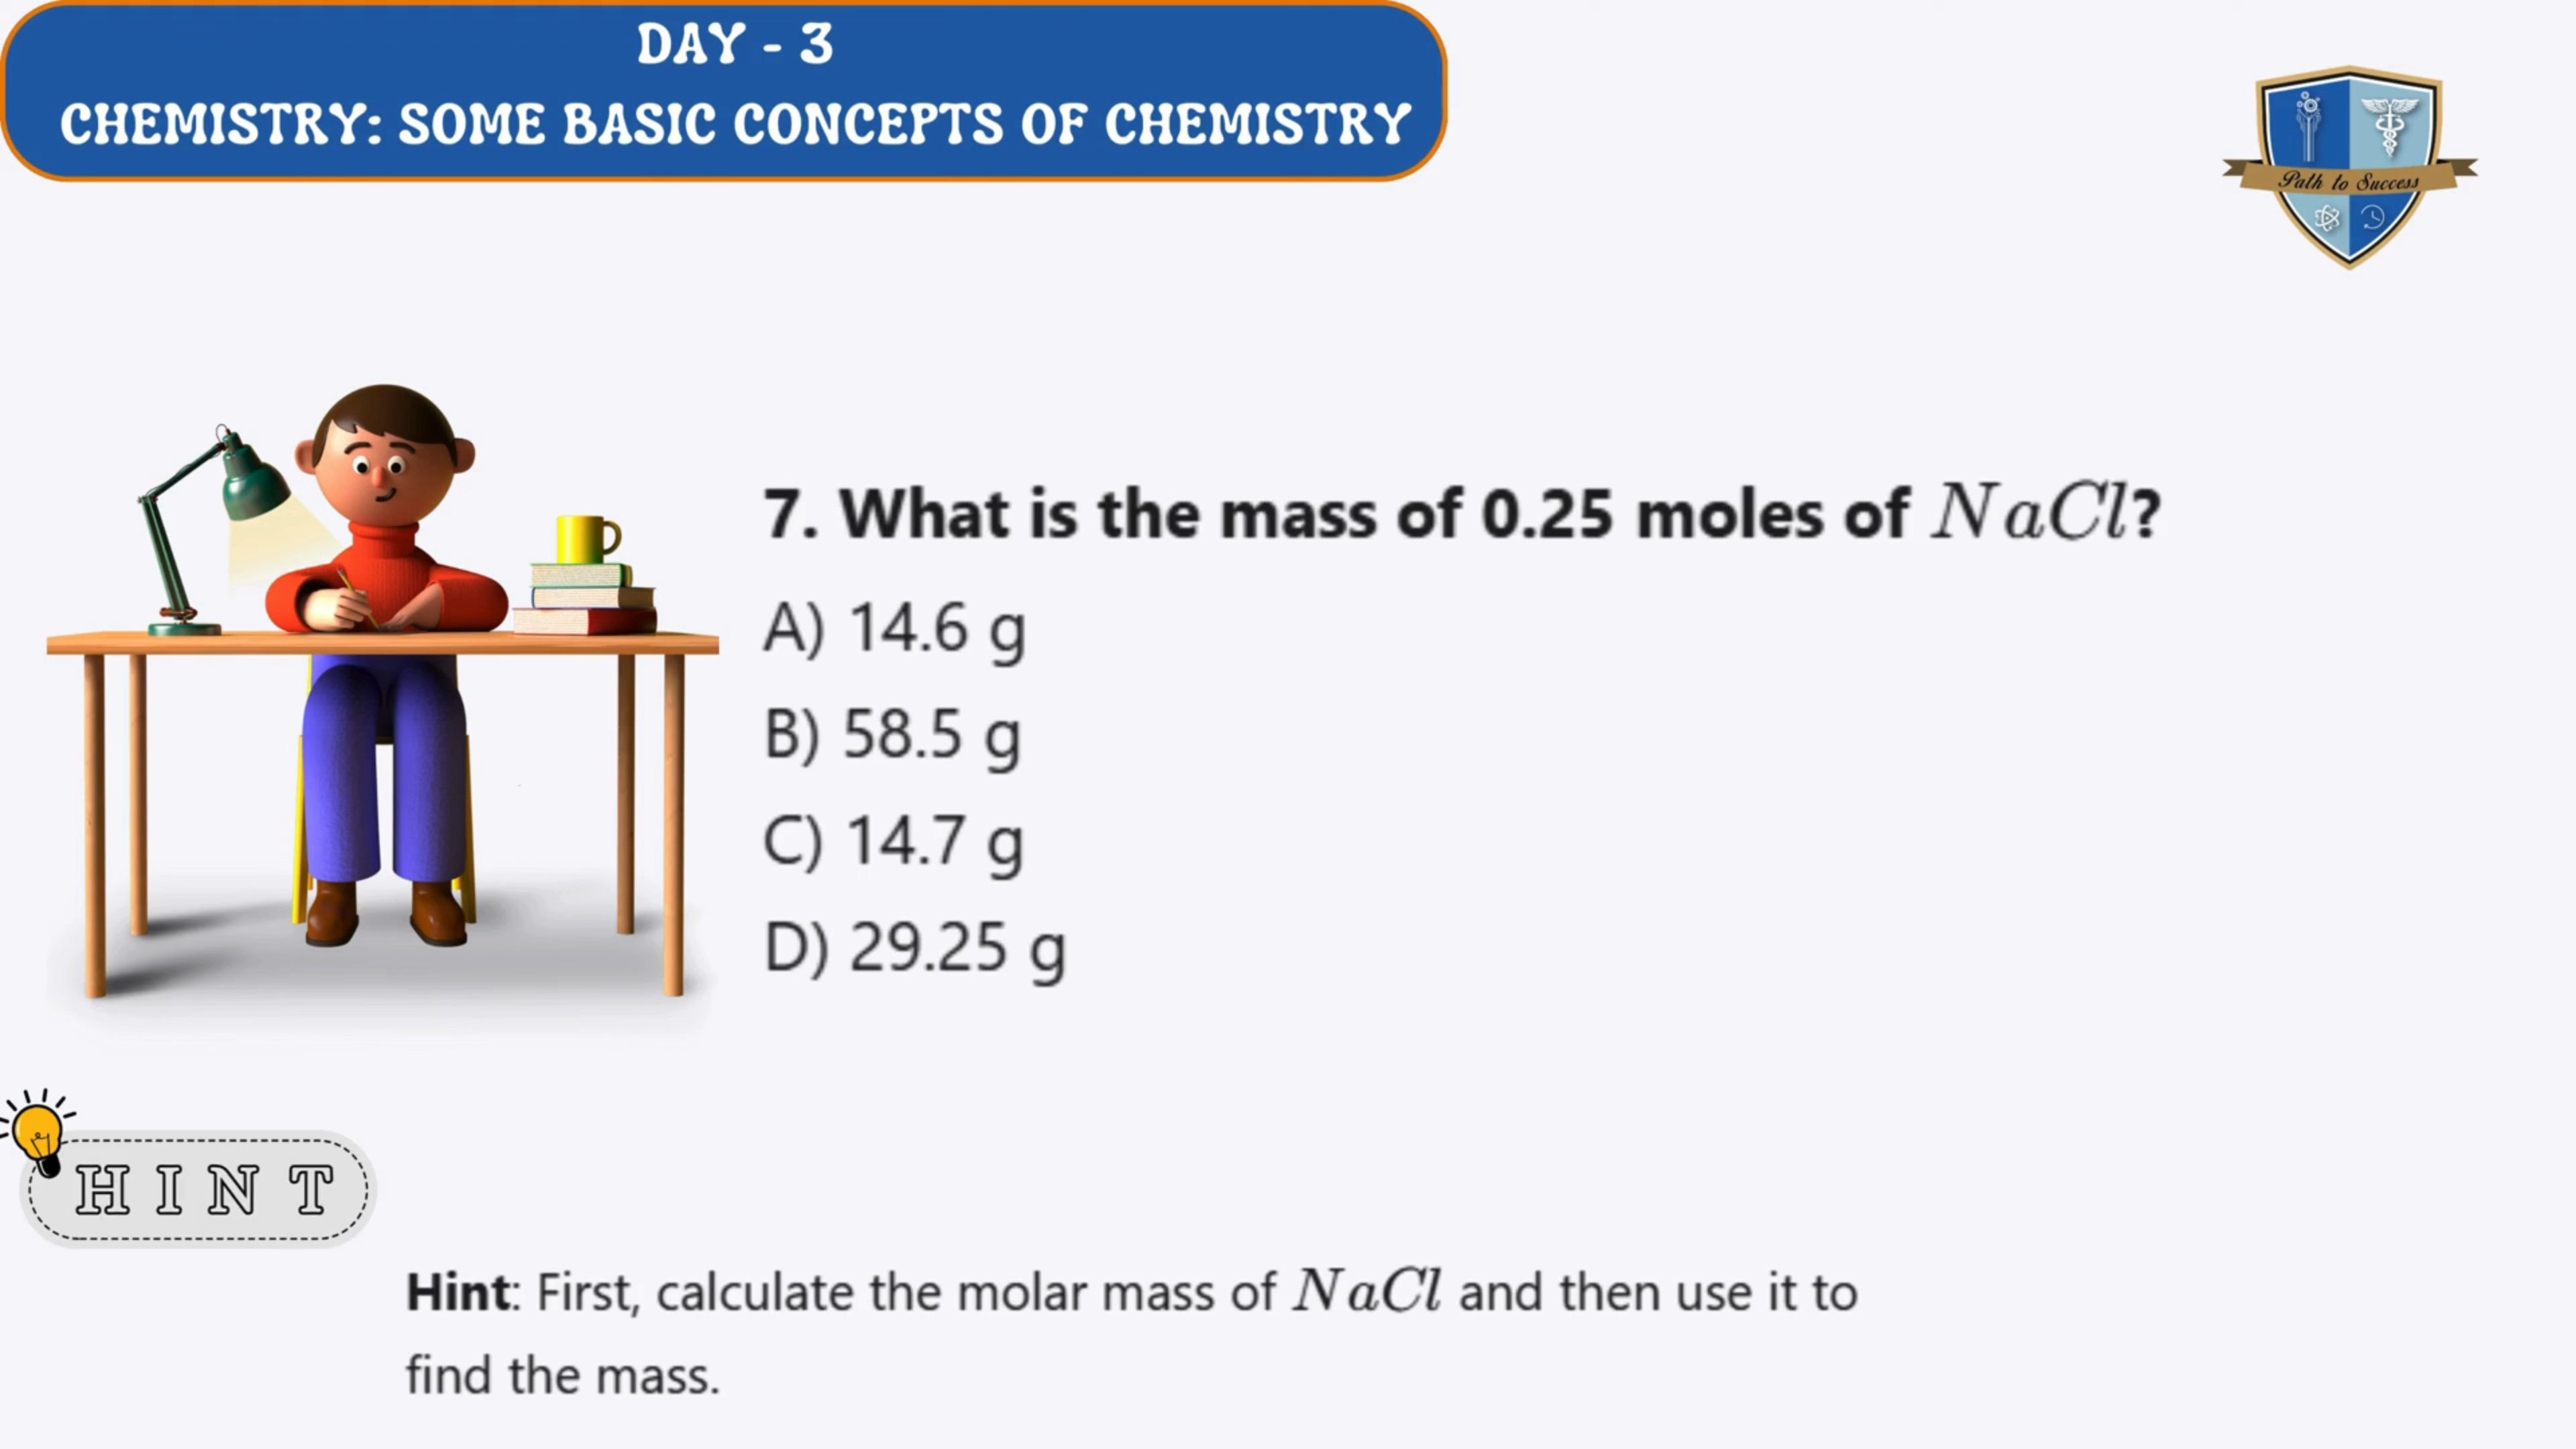 DAY - 3
CHEMISTRY: SOME BASIC CONCEPTS OF CHEMISTRY
Path to Success
7. What is the mass of 0.25 moles of NaCl?
A) 14.6 g
B) 58.5 g
C) 14.7 g
D) 29.25 g
HINT
Hint: First, calculate the molar mass of NaCl and then use it to
find the mass.